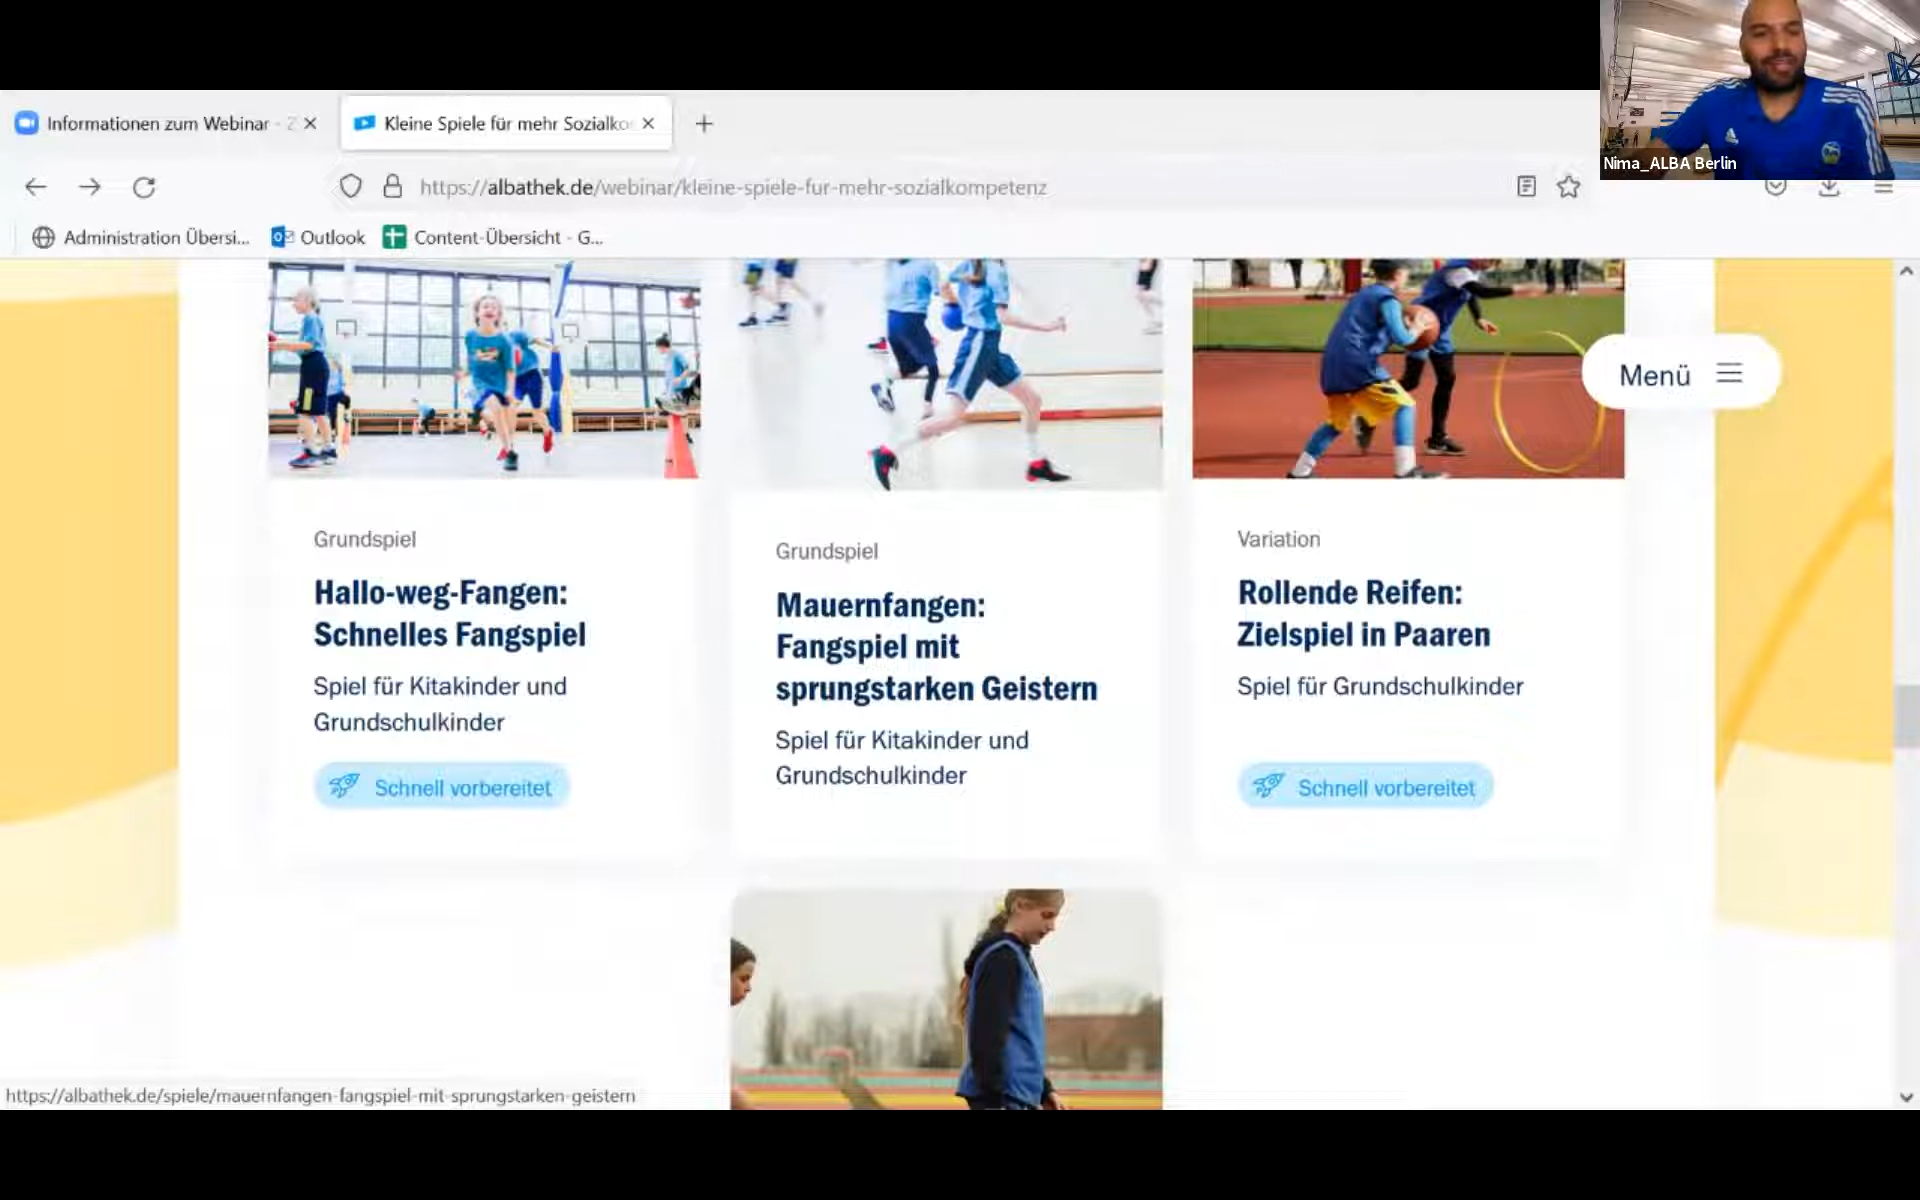 Nima_ALBA Berlin
Informationen zum Webinar - Z
Kleine Spiele für mehr Sozialko
https://albathek.de/webinar/kleine-spiele-fur-mehr-sozialkompetenz
Administration Übersi...
Outlook
Content-Übersicht - G...
Menü
Grundspiel
Hallo-weg-Fangen:
Schnelles Fangspiel
Spiel für Kitakinder und
Grundschulkinder
Schnell vorbereitet
Grundspiel
Mauernfangen:
Fangspiel mit
sprungstarken Geistern
Spiel für Kitakinder und
Grundschulkinder
Variation
Rollende Reifen:
Zielspiel in Paaren
Spiel für Grundschulkinder
Schnell vorbereitet
https://albathek.de/spiele/mauernfangen-fangspiel-mit-sprungstarken-geistern